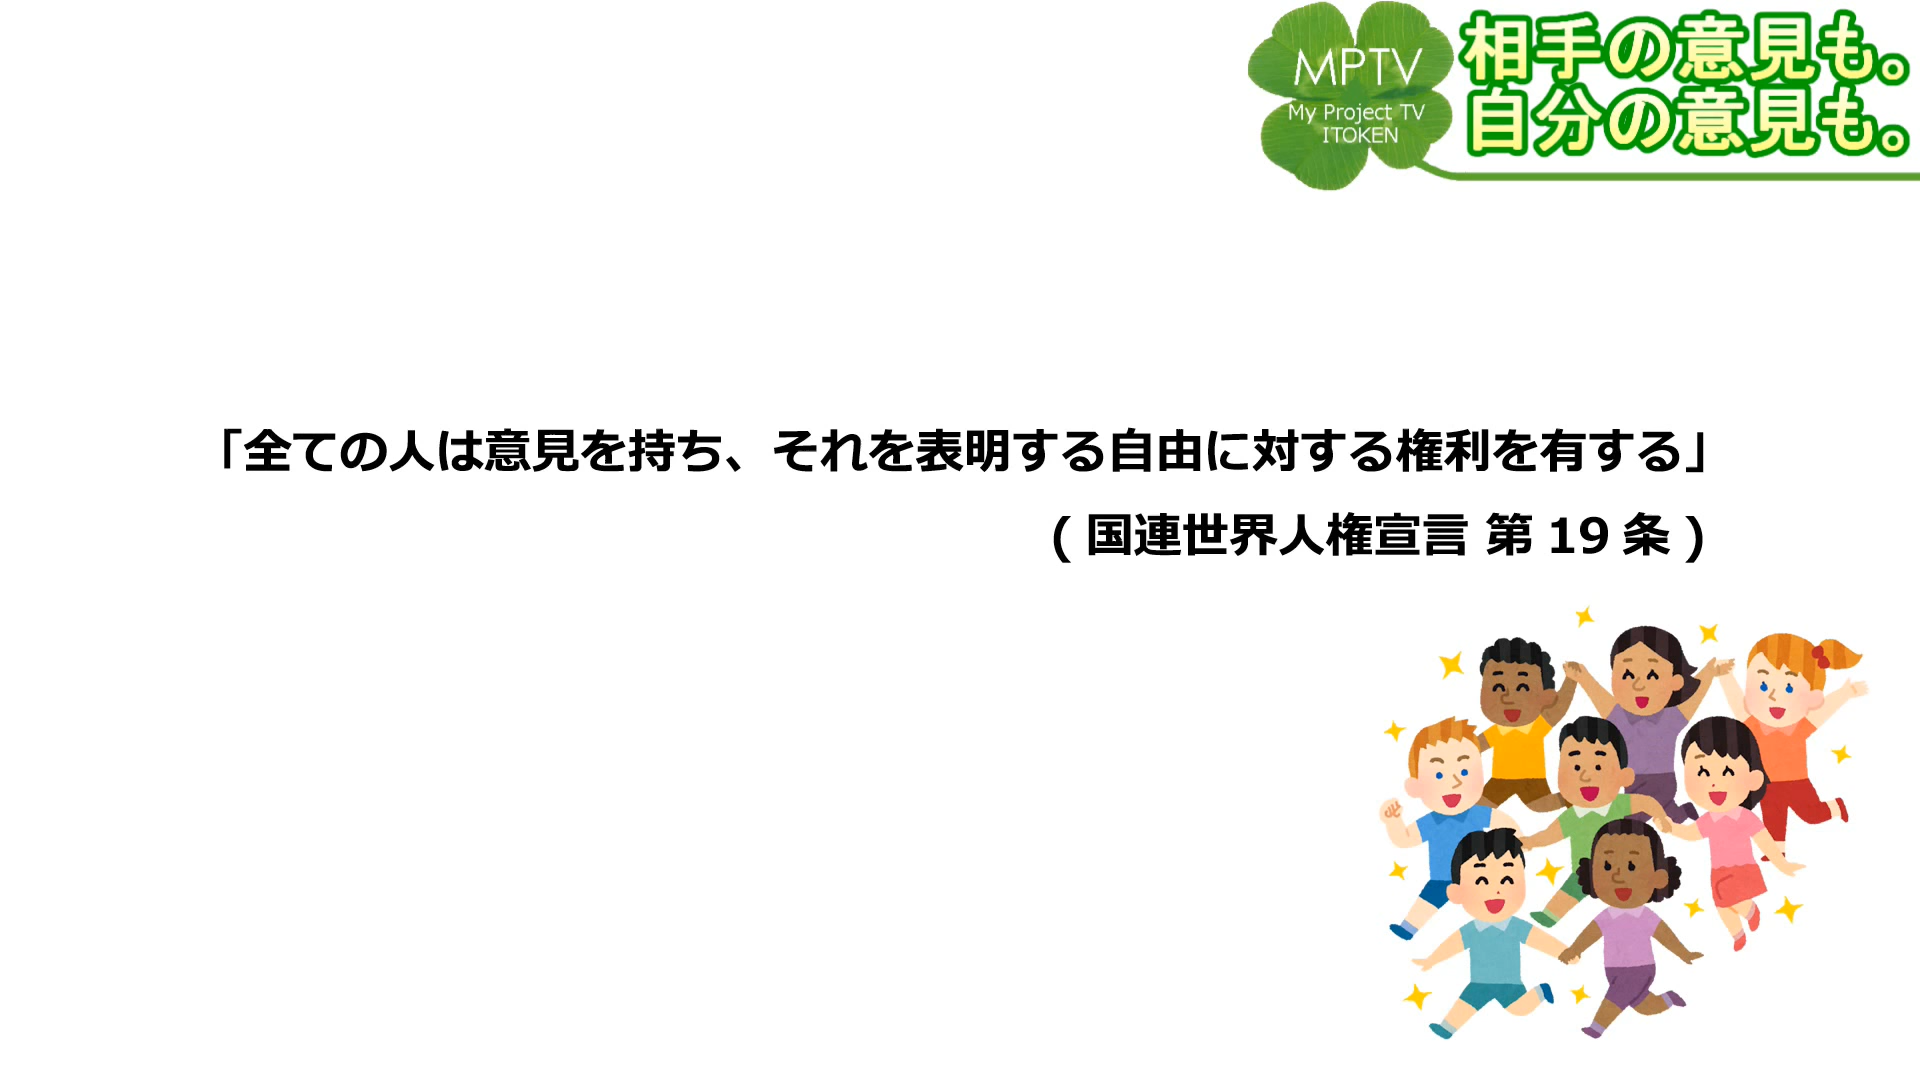 MPTV
My Project TV
ITOKEN
相手の意見も。
自分の意見も。
「全ての人は意見を持ち、それを表明する自由に対する権利を有する」
( 国連世界人権宣言 第 19 条 )